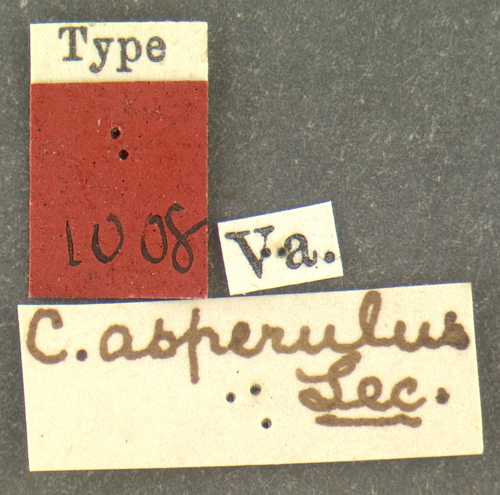 Type
1008
Va.
C. asperulus
Lec.